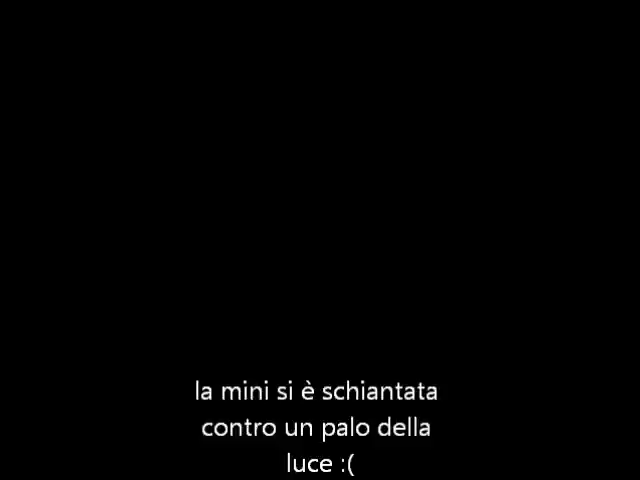 la mini si è schiantata
contro un palo della
luce :(